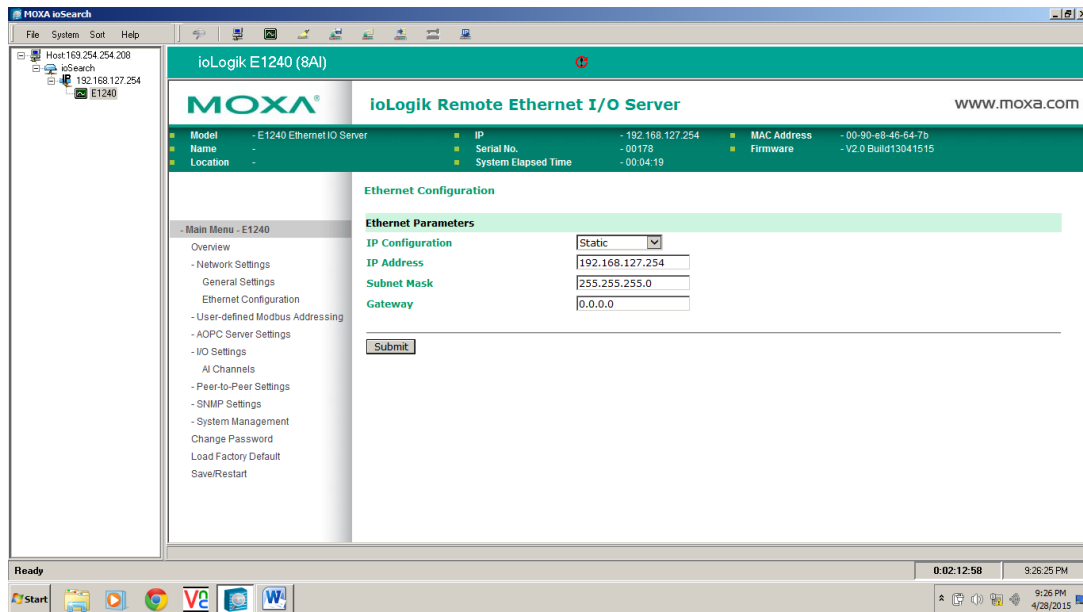 MOXA ioSearch
File System Sort Help
Host:169.254.254.208
ioSearch
192.168.127.254
E1240
ioLogik E1240 (8AI)
MOXA®
ioLogik Remote Ethernet I/O Server
www.moxa.com
Model - E1240 Ethernet IO Server IP - 192.168.127.254 MAC Address - 00-90-e8-46-64-7b
Name - Serial No. - 00178 Firmware - V2.0 Build13041515
Location - System Elapsed Time - 00:04:19
- Main Menu - E1240
Overview
- Network Settings
General Settings
Ethernet Configuration
- User-defined Modbus Addressing
- AOPC Server Settings
- I/O Settings
AI Channels
- Peer-to-Peer Settings
- SNMP Settings
- System Management
Change Password
Load Factory Default
Save/Restart
Ethernet Configuration
Ethernet Parameters
IP Configuration Static
IP Address 192.168.127.254
Subnet Mask 255.255.255.0
Gateway 0.0.0.0
Submit
Ready 0:02:12:58 9:26:25 PM
Start 9:26 PM
4/28/2015